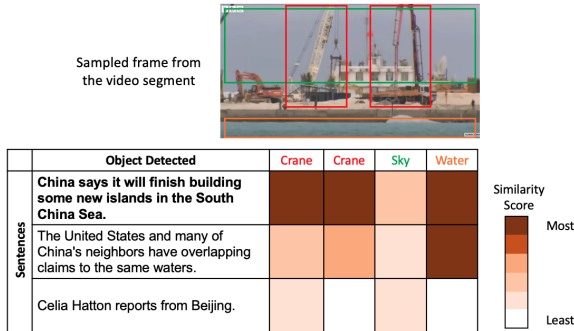 Sampled frame from
the video segment
Object Detected Crane Crane Sky Water
Sentences
China says it will finish building
some new islands in the South
China Sea.
The United States and many of
China's neighbors have overlapping
claims to the same waters.
Celia Hatton reports from Beijing.
Similarity
Score
Most
Least